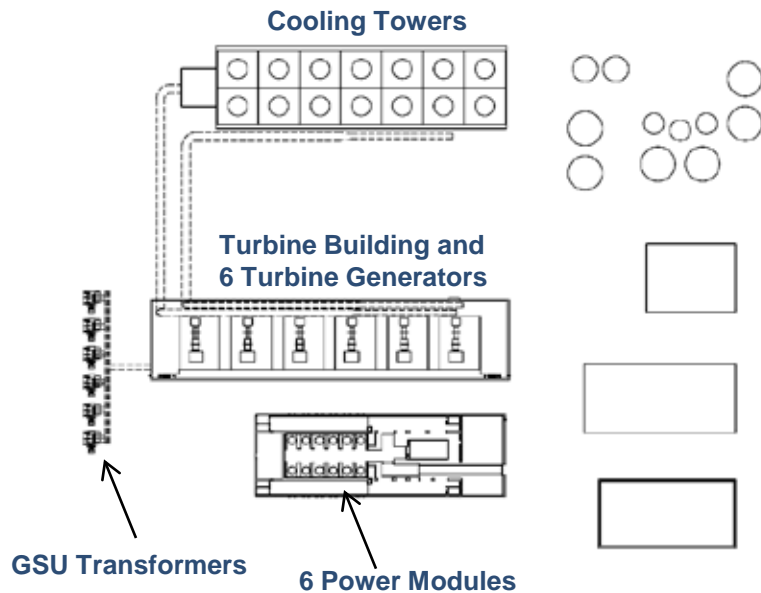 Cooling Towers
Turbine Building and
6 Turbine Generators
GSU Transformers
6 Power Modules